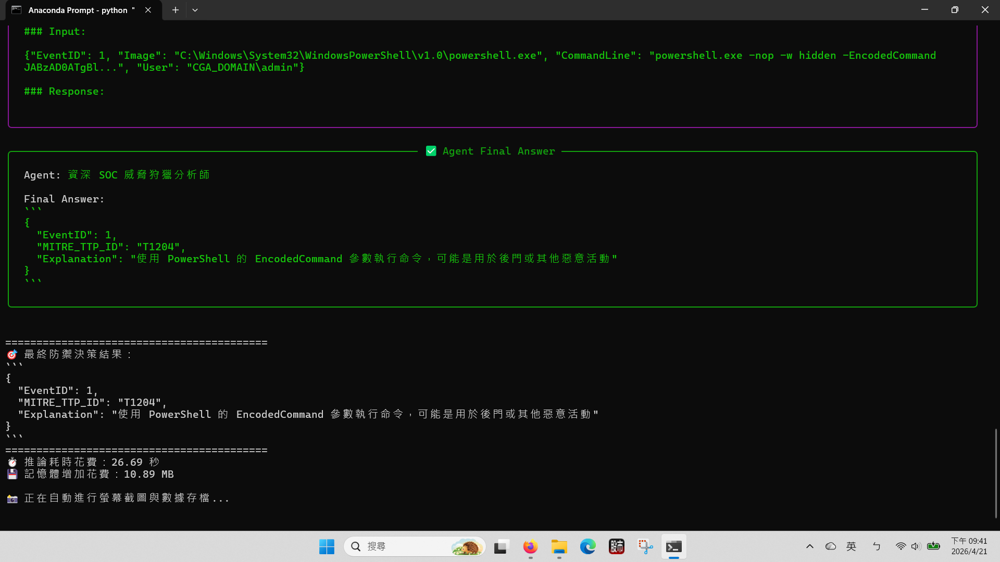 Anaconda Prompt - python "
### Input:
{"EventID": 1, "Image": "C:\Windows\System32\WindowsPowerShell\v1.0\powershell.exe", "CommandLine": "powershell.exe -nop -w hidden -EncodedCommand
JABzAD0ATgBl...", "User": "CGA_DOMAIN\admin"}
### Response:
✅ Agent Final Answer
Agent: 資深 SOC 威脅狩獵分析師
Final Answer:
```
{
"EventID": 1,
"MITRE_TTP_ID": "T1204",
"Explanation": "使用 PowerShell 的 EncodedCommand 參數執行命令，可能是用於後門或其他惡意活動"
}
```
==========================================
🎯 最終防禦決策結果：
```
{
"EventID": 1,
"MITRE_TTP_ID": "T1204",
"Explanation": "使用 PowerShell 的 EncodedCommand 參數執行命令，可能是用於後門或其他惡意活動"
}
```
==========================================
⏱ 推論耗時花費：26.69 秒
💾 記憶體增加花費：10.89 MB
📸 正在自動進行螢幕截圖與數據存檔...
搜尋
股市
英
ㄅ
下午 09:41
2026/4/21